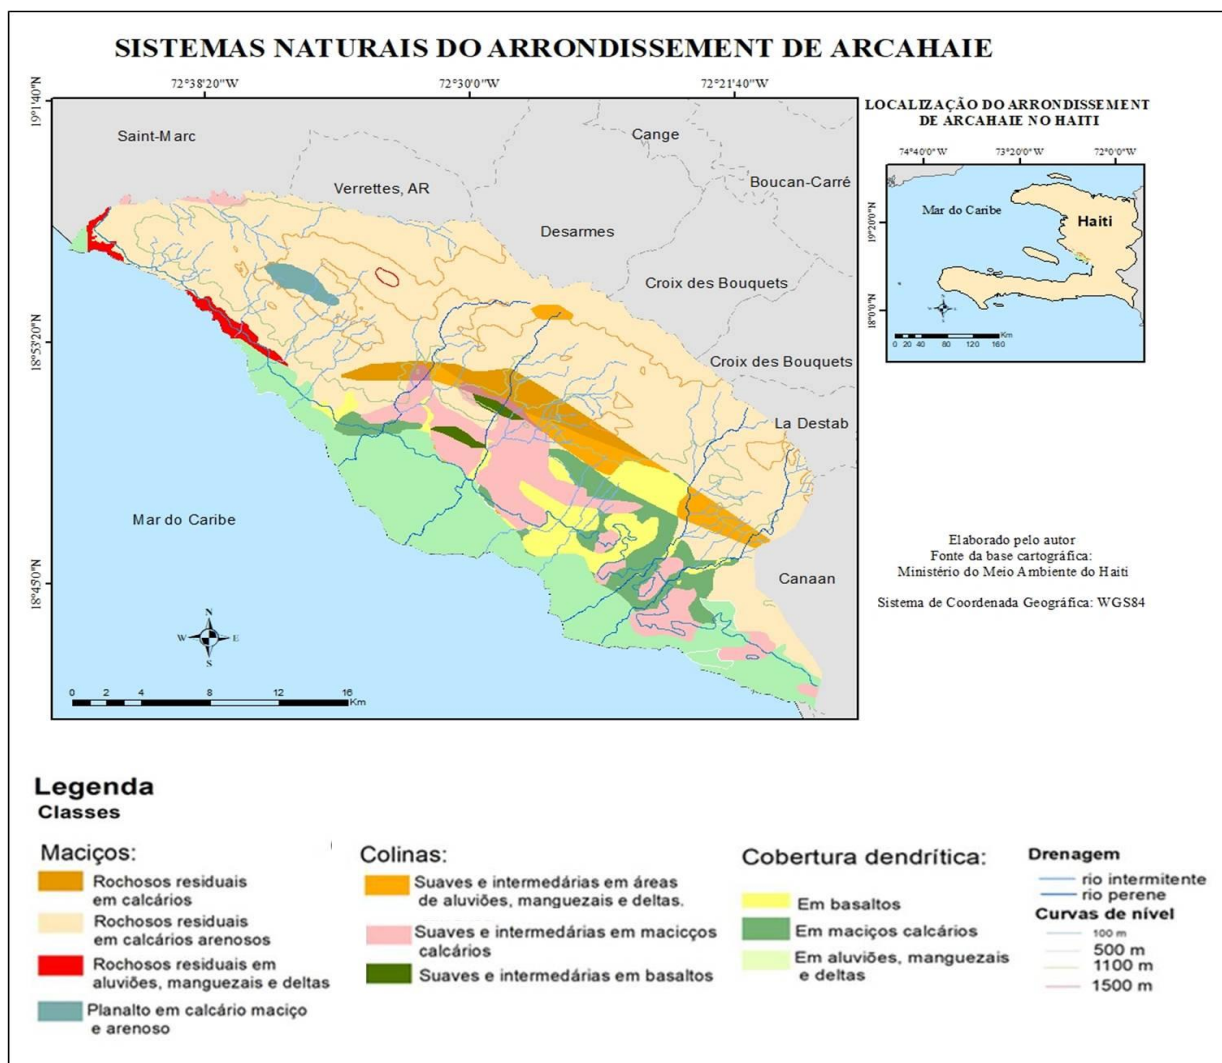 SISTEMAS NATURAIS DO ARRONDISSEMENT DE ARCAHAIE
72°38'20"W
72°30'0"W
72°21'40"W
19°1'40"N
18°53'20"N
18°45'0"N
Saint-Marc
Cange
Verrettes, AR
Boucan-Carré
Desarmes
Croix des Bouquets
Croix des Bouquets
La Destab
Mar do Caribe
Canaan
N
W
E
S
0 2 4 8 12 16
Km
LOCALIZAÇÃO DO ARRONDISSEMENT
DE ARCAHAIE NO HAITI
74°40'0"W
73°20'0"W
72°0'0"W
19°20'0"N
18°0'0"N
Mar do Caribe
Haiti
0 20 40 80 120 160
Km
Elaborado pelo autor
Fonte da base cartográfica:
Ministério do Meio Ambiente do Haiti
Sistema de Coordenada Geográfica: WGS84
Legenda
Classes
Maciços:
Rochosos residuais
em calcários
Rochosos residuais
em calcários arenosos
Rochosos residuais em
aluviões, manguezais e deltas
Planalto em calcário maciço
e arenoso
Colinas:
Suaves e intermedárias em áreas
de aluviões, manguezais e deltas.
Suaves e intermedárias em macicços
calcários
Suaves e intermedárias em basaltos
Cobertura dendrítica:
Em basaltos
Em maciços calcários
Em aluviões, manguezais
e deltas
Drenagem
rio intermitente
rio perene
Curvas de nível
100 m
500 m
1100 m
1500 m